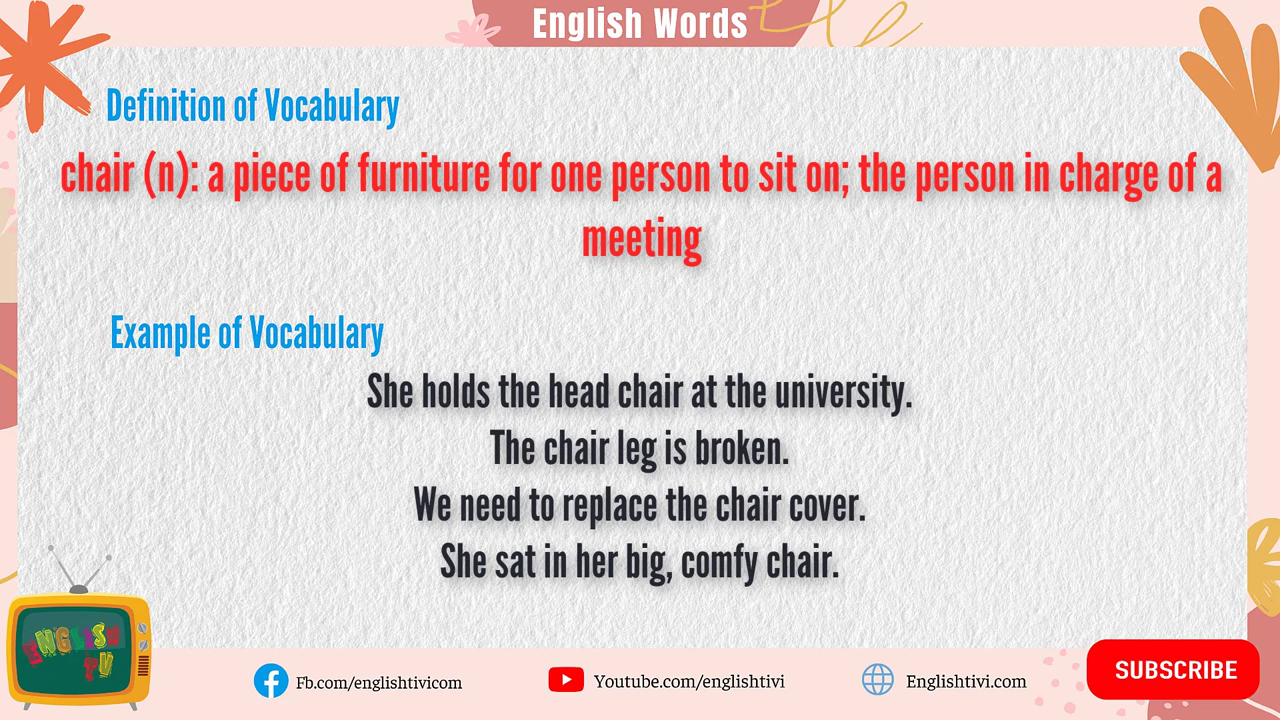 English Words
Definition of Vocabulary
chair (n): a piece of furniture for one person to sit on; the person in charge of a
meeting
Example of Vocabulary
She holds the head chair at the university.
The chair leg is broken.
We need to replace the chair cover.
She sat in her big, comfy chair.
ENGLISH
TV
Fb.com/englishtivicom
Youtube.com/englishtivi
Englishtivi.com
SUBSCRIBE